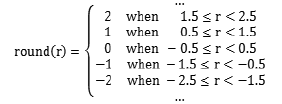 ...
2 when 1.5 ≤ r < 2.5
1 when 0.5 ≤ r < 1.5
round(r) = 0 when − 0.5 ≤ r < 0.5
−1 when − 1.5 ≤ r < −0.5
−2 when − 2.5 ≤ r < −1.5
...